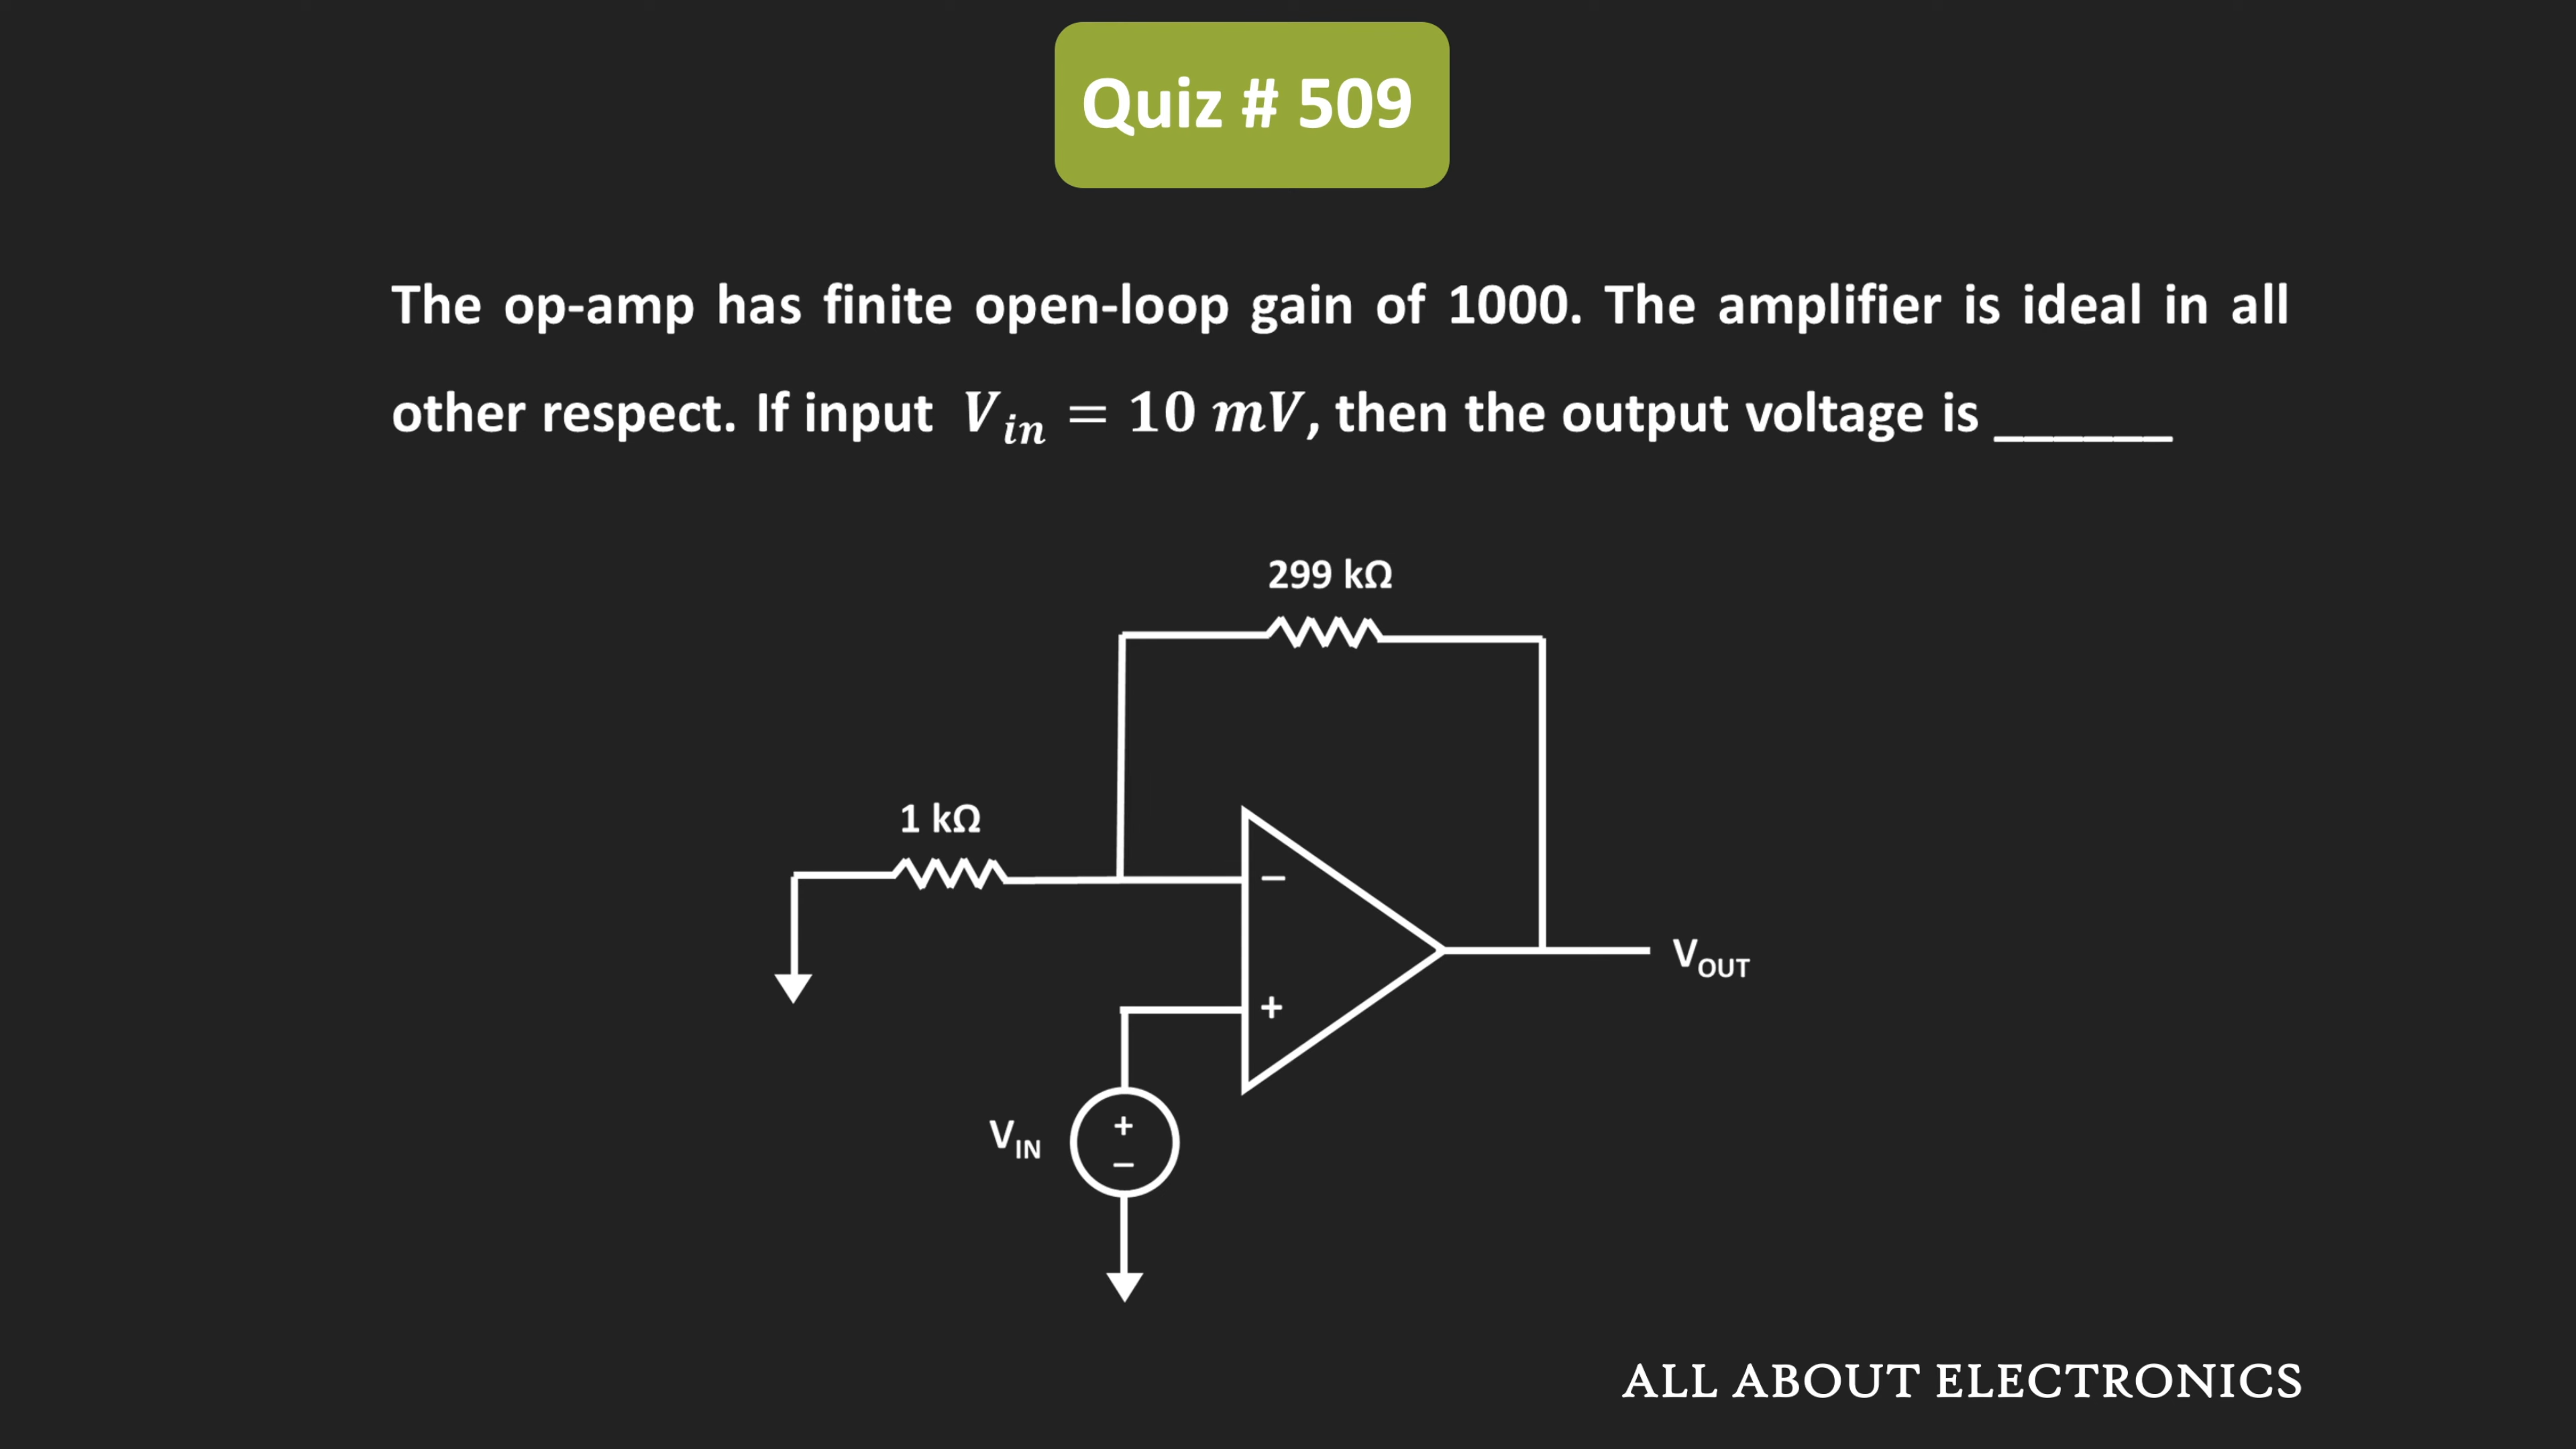 Quiz # 509
The op-amp has finite open-loop gain of 1000. The amplifier is ideal in all
other respect. If input V_in = 10 mV, then the output voltage is ______
299 kΩ
1 kΩ
−
V_OUT
+
V_IN
+
−
ALL ABOUT ELECTRONICS